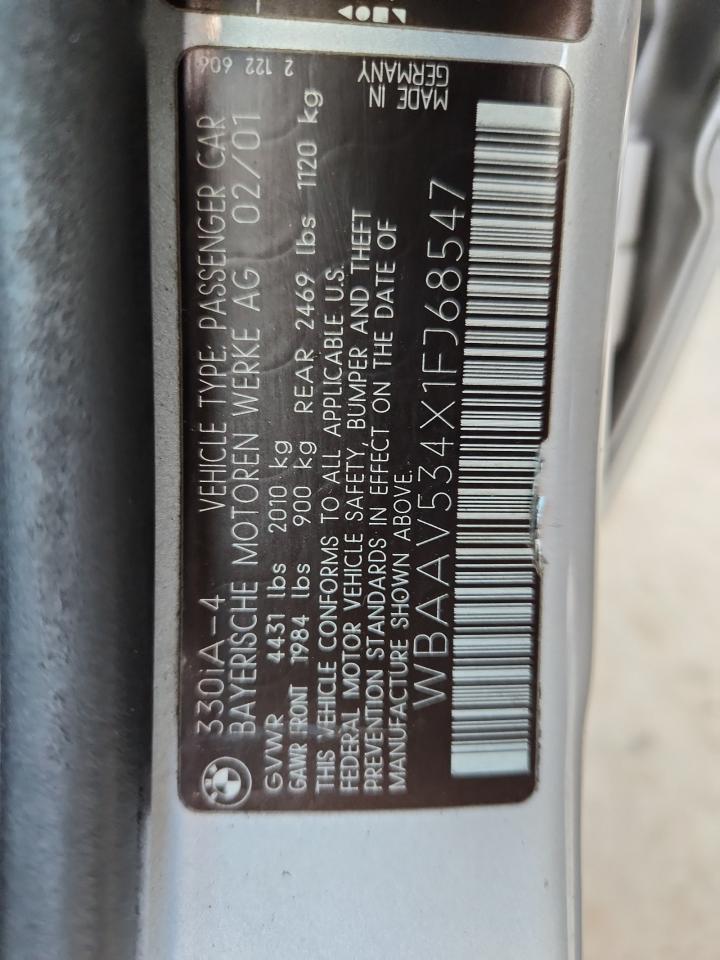 330iA-4 VEHICLE TYPE: PASSENGER CAR
BAYERISCHE MOTOREN WERKE AG 02/01
2 122 606
GVWR 4431 lbs 2010 kg
GAWR FRONT 1984 lbs 900 kg REAR 2469 lbs 1120 kg
THIS VEHICLE CONFORMS TO ALL APPLICABLE U.S.
FEDERAL MOTOR VEHICLE SAFETY, BUMPER AND THEFT
PREVENTION STANDARDS IN EFFECT ON THE DATE OF
MANUFACTURE SHOWN ABOVE.
MADE IN
GERMANY
WBAAV534X1FJ68547